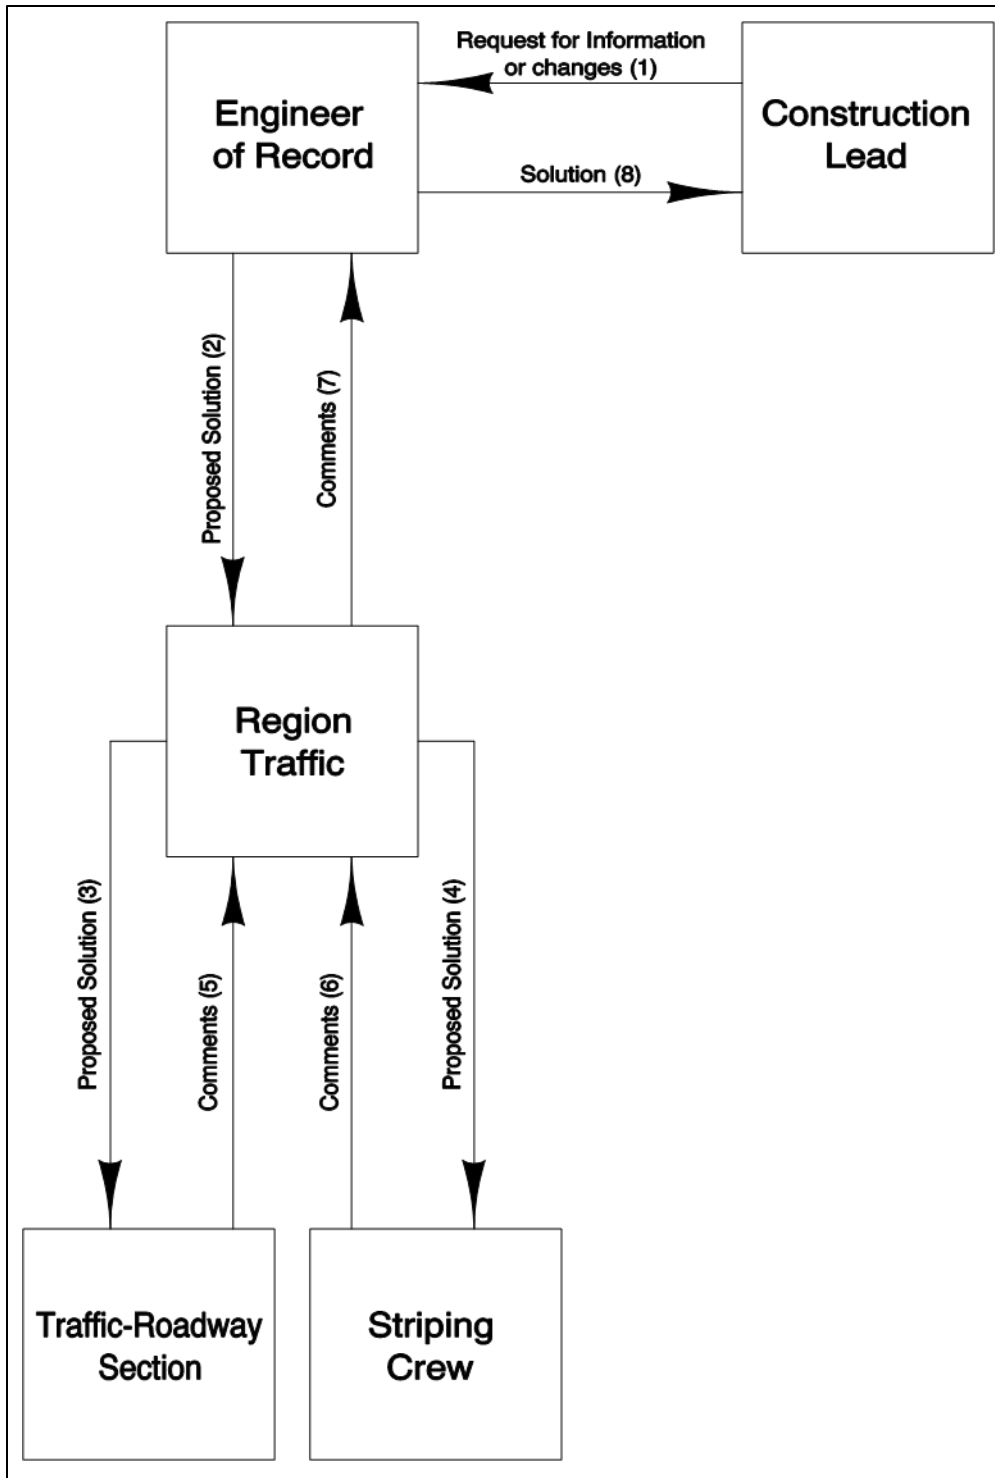 Request for Information
or changes (1)
Engineer
of Record
Construction
Lead
Solution (8)
Proposed Solution (2)
Comments (7)
Region
Traffic
Proposed Solution (3)
Comments (5)
Comments (6)
Proposed Solution (4)
Traffic-Roadway
Section
Striping
Crew